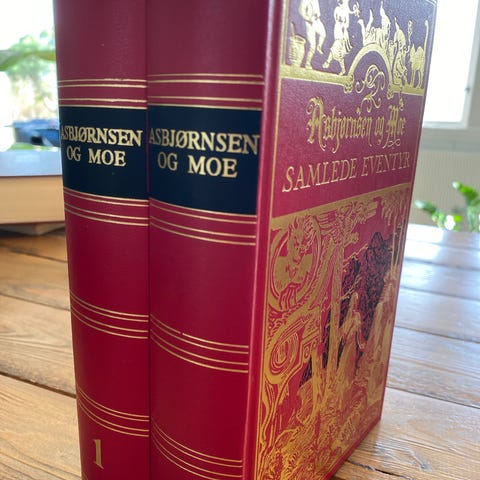 ASBJØRNSEN
OG MOE
1
ASBJØRNSEN
OG MOE
Asbjørnsen og Moe
SAMLEDE EVENTYR